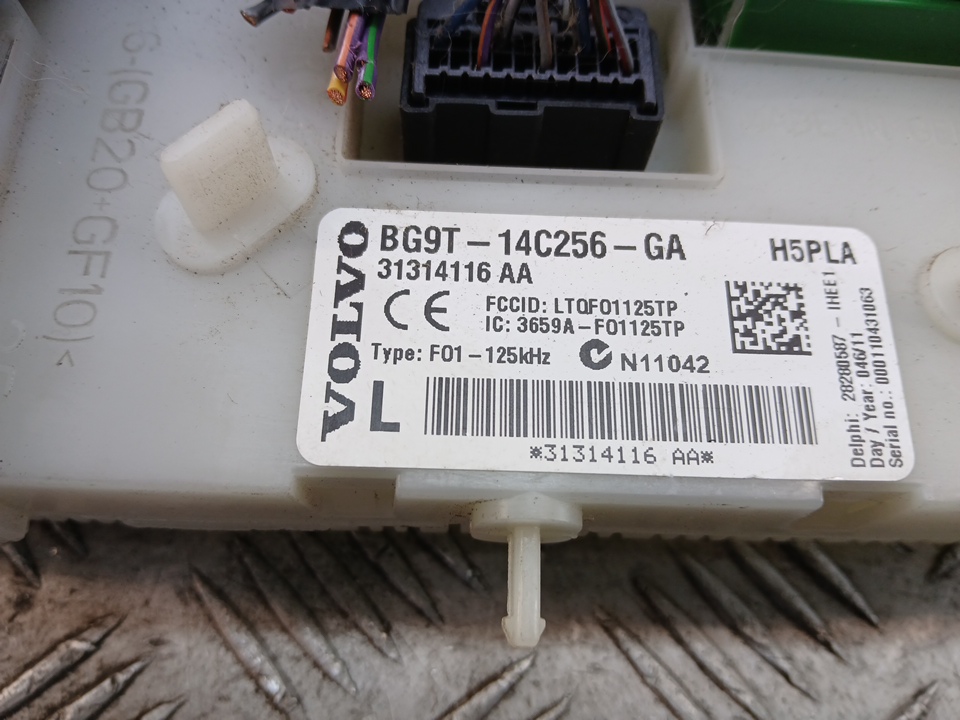 6-(GB20+GF10)<
VOLVO
BG9T-14C256-GA H5PLA
31314116 AA
CE
FCCID: LTQFO1125TP
IC: 3659A-FO1125TP
Type: FO1-125kHz N11042
L
*31314116 AA*
Delphi: 28280587 - IHEE1
Day / Year: 046/11
Serial no.: 000110431063